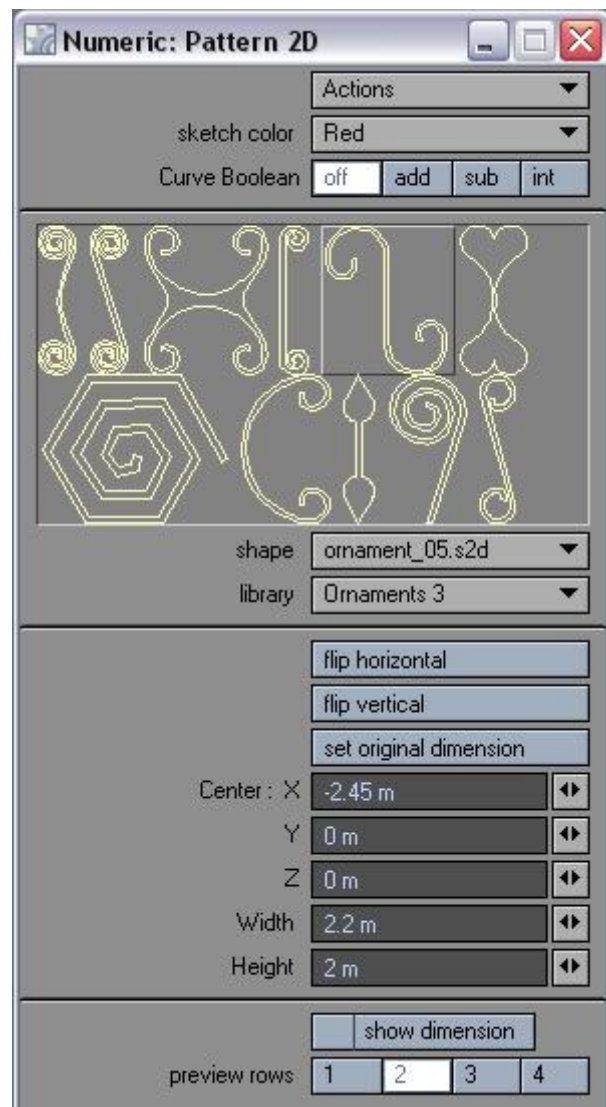 Numeric: Pattern 2D
Actions
sketch color Red
Curve Boolean off add sub int
shape ornament_05.s2d
library Ornaments 3
flip horizontal
flip vertical
set original dimension
Center : X -2.45 m
Y 0 m
Z 0 m
Width 2.2 m
Height 2 m
show dimension
preview rows 1 2 3 4